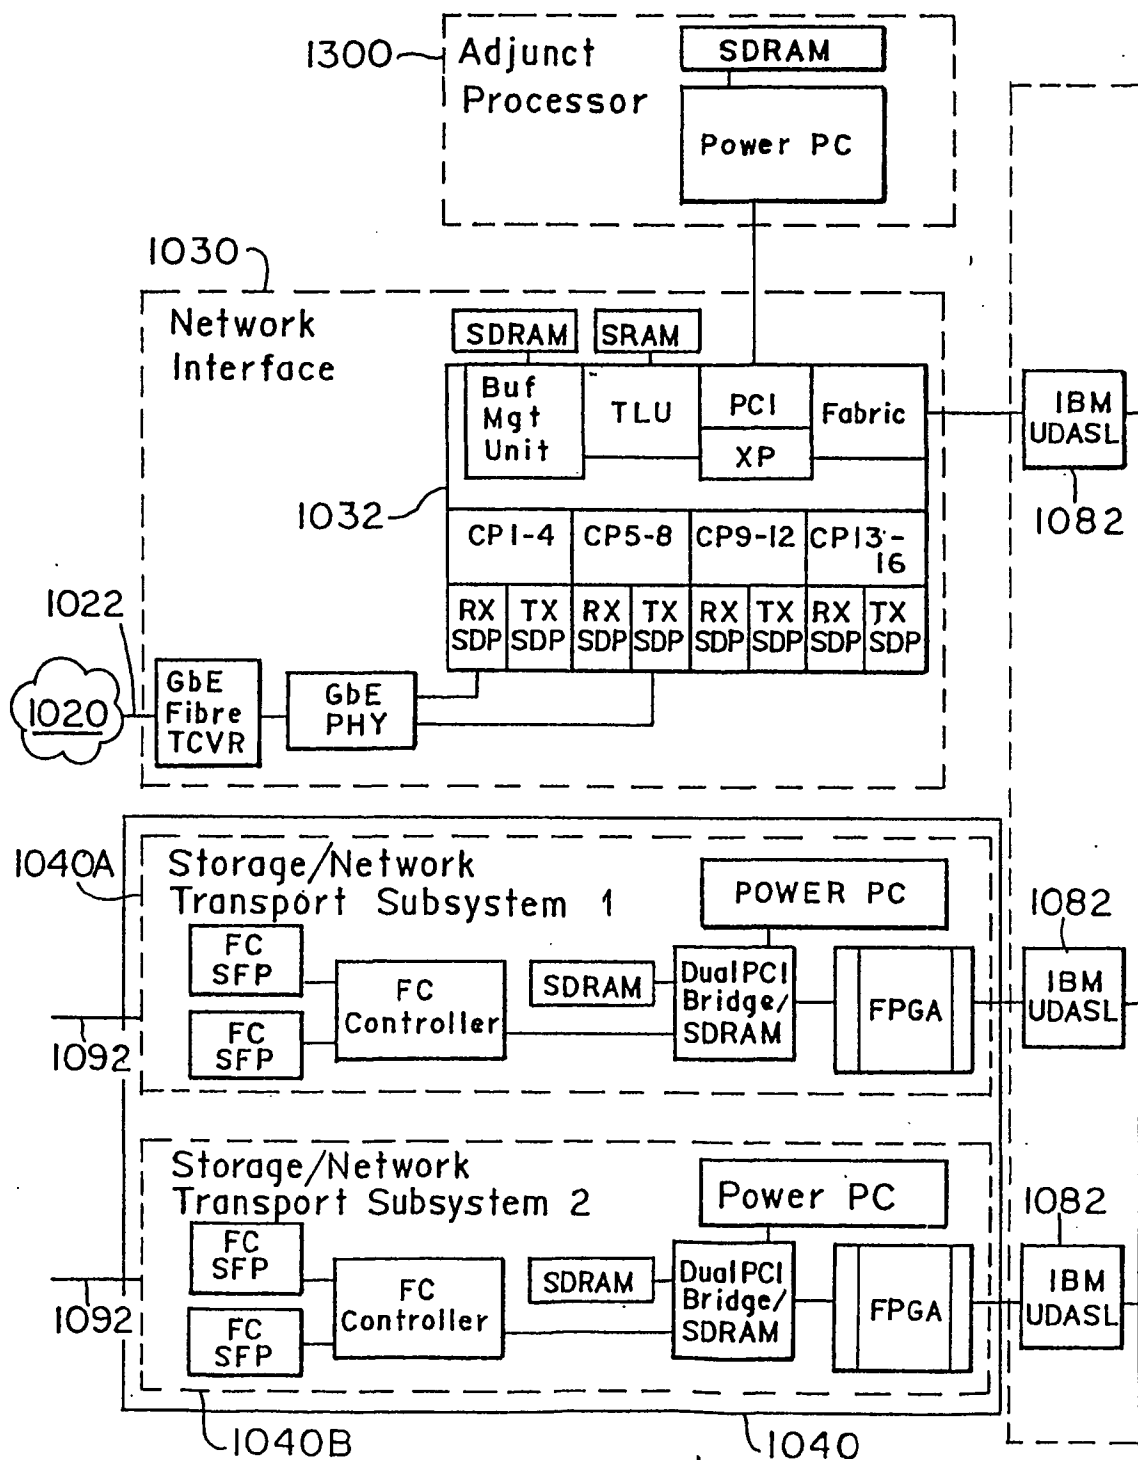 1300
Adjunct
Processor
SDRAM
Power PC
1030
Network
Interface
SDRAM
SRAM
Buf
Mgt
Unit
TLU
PCI
XP
Fabric
IBM
UDASL
1082
1032
CP1-4
CP5-8
CP9-12
CP13-
16
RX
SDP
TX
SDP
RX
SDP
TX
SDP
RX
SDP
TX
SDP
RX
SDP
TX
SDP
1022
1020
GbE
Fibre
TCVR
GbE
PHY
1040A
Storage/Network
Transport Subsystem 1
POWER PC
FC
SFP
FC
SFP
FC
Controller
SDRAM
Dual PCI
Bridge/
SDRAM
FPGA
1082
IBM
UDASL
1092
Storage/Network
Transport Subsystem 2
Power PC
FC
SFP
FC
SFP
FC
Controller
SDRAM
Dual PCI
Bridge/
SDRAM
FPGA
1082
IBM
UDASL
1092
1040B
1040